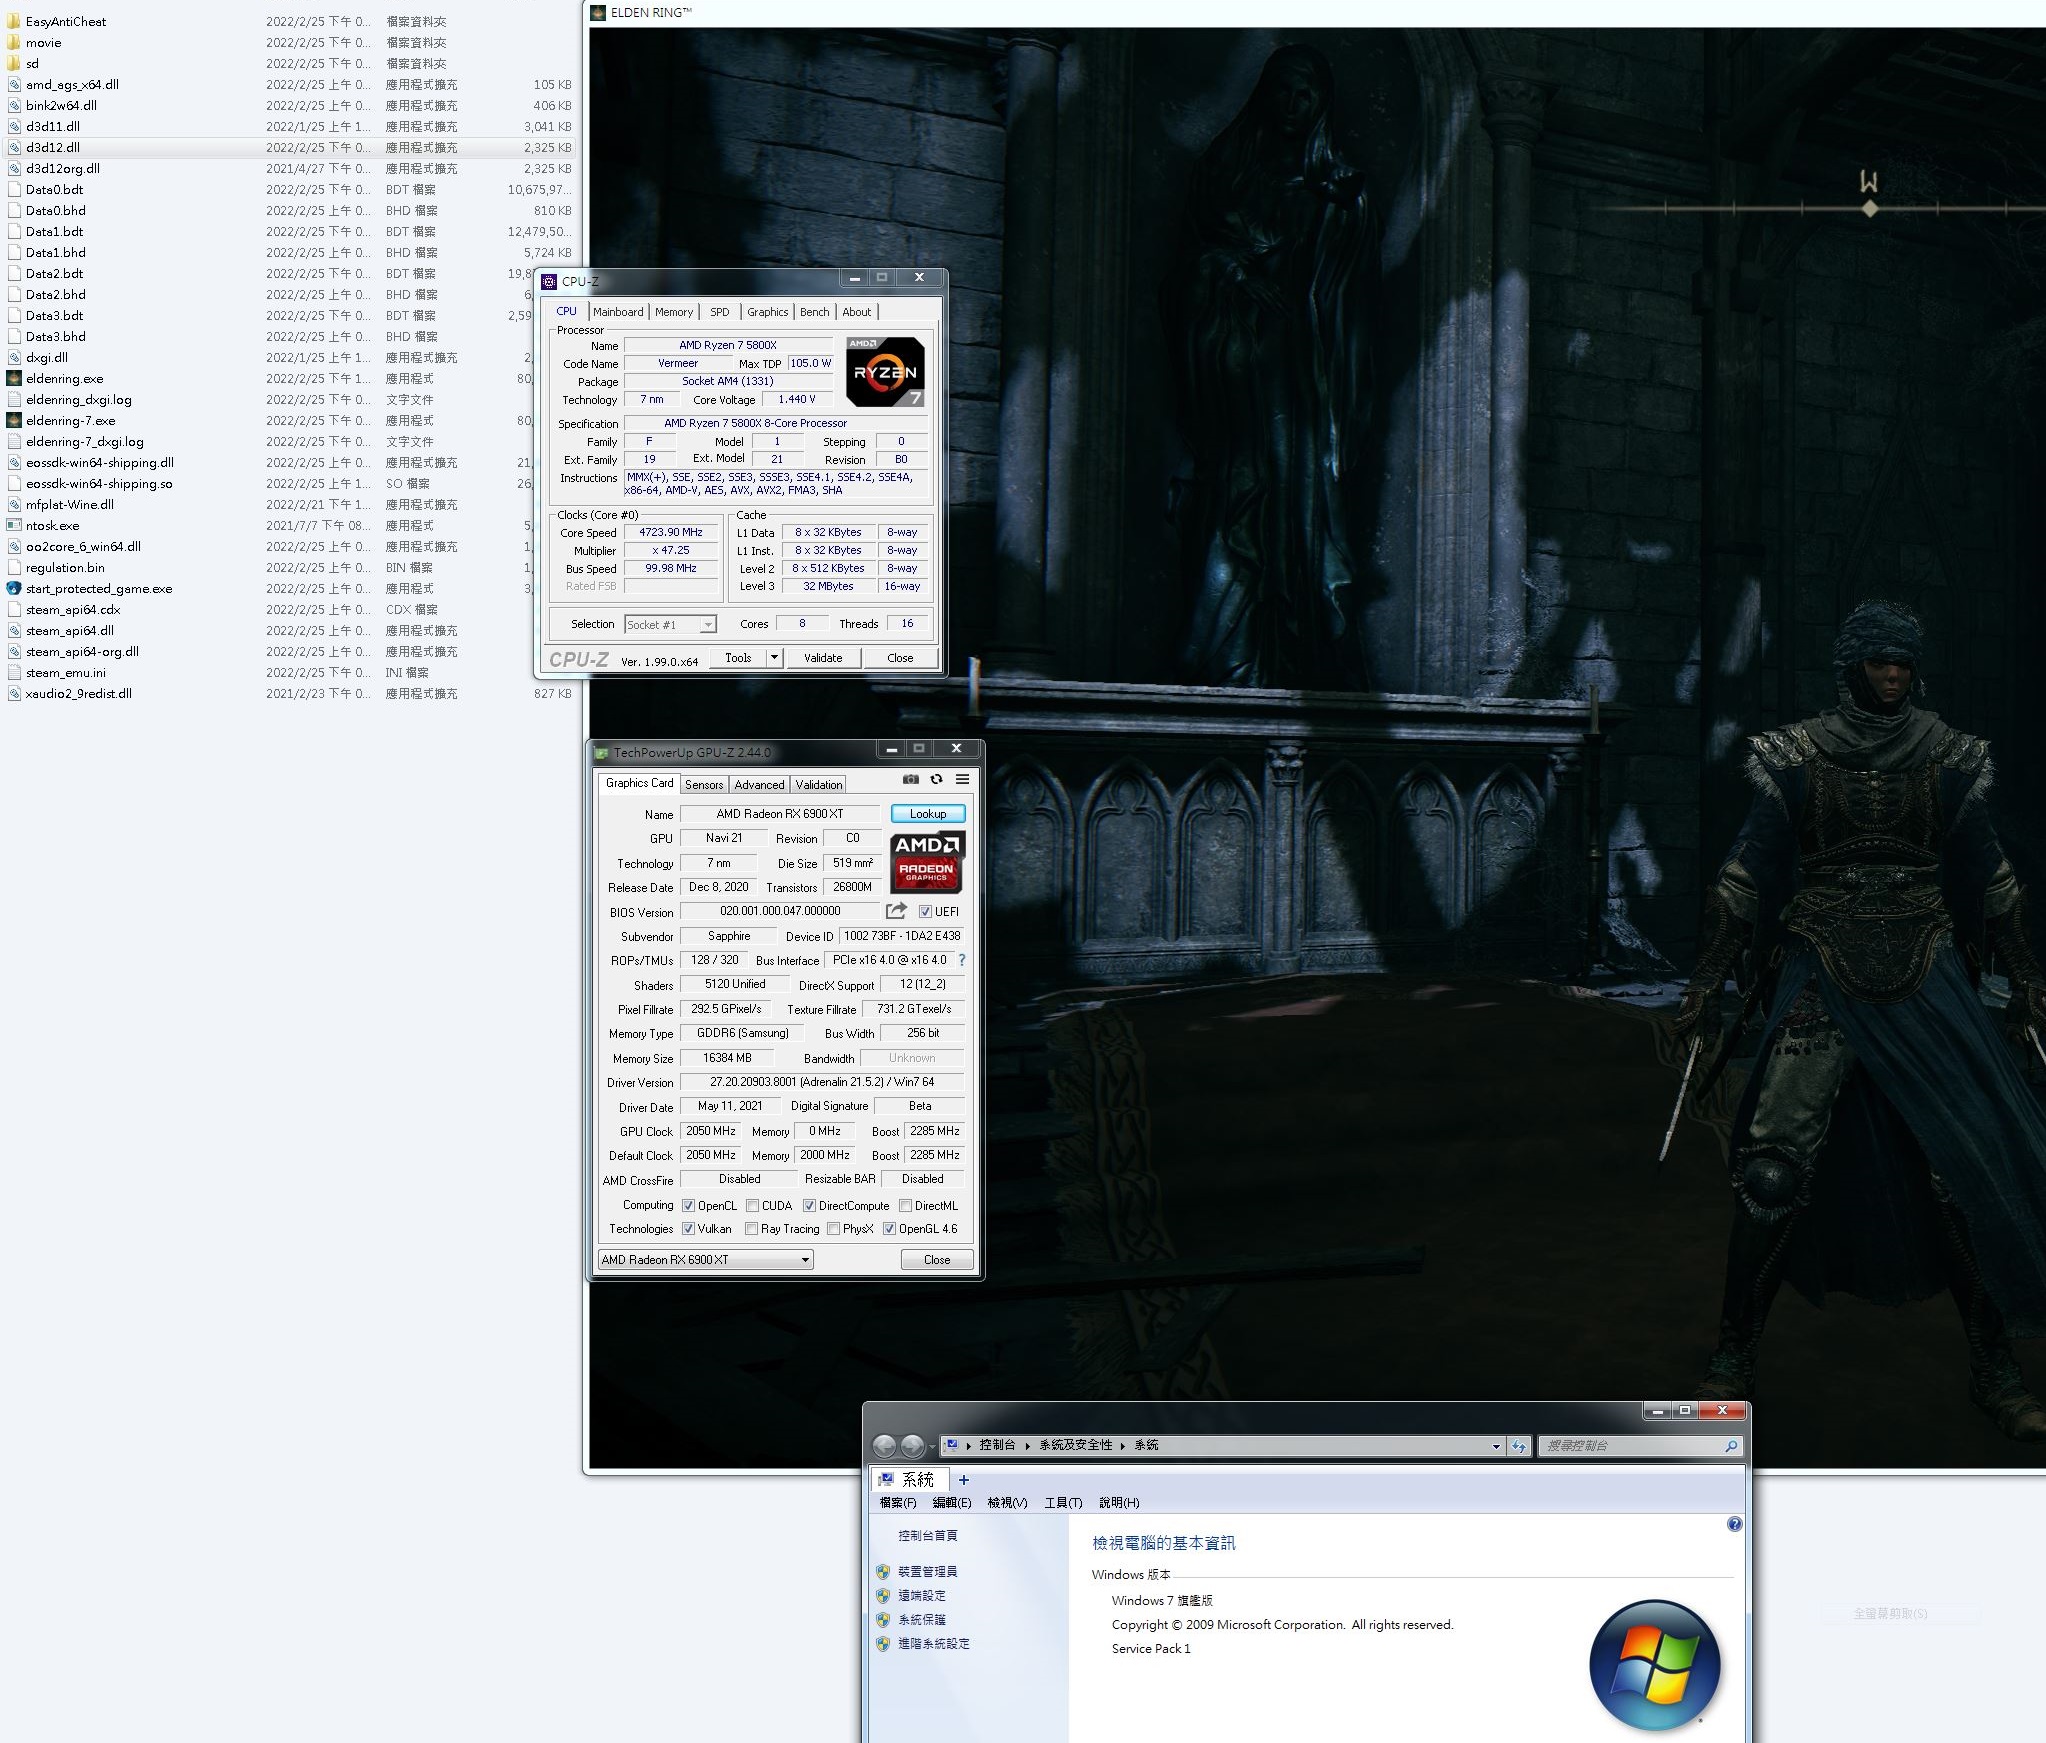 EasyAntiCheat 2022/2/25 下午 0... 檔案資料夾
movie 2022/2/25 下午 0... 檔案資料夾
sd 2022/2/25 下午 0... 檔案資料夾
amd_ags_x64.dll 2022/2/25 上午 0... 應用程式擴充 105 KB
bink2w64.dll 2022/2/25 上午 0... 應用程式擴充 406 KB
d3d11.dll 2022/1/25 上午 1... 應用程式擴充 3,041 KB
d3d12.dll 2022/2/25 下午 0... 應用程式擴充 2,325 KB
d3d12org.dll 2021/4/27 下午 0... 應用程式擴充 2,325 KB
Data0.bdt 2022/2/25 下午 0... BDT 檔案 10,675,97...
Data0.bhd 2022/2/25 上午 0... BHD 檔案 810 KB
Data1.bdt 2022/2/25 上午 0... BDT 檔案 12,479,50...
Data1.bhd 2022/2/25 上午 0... BHD 檔案 5,724 KB
Data2.bdt 2022/2/25 上午 0... BDT 檔案 19,8
Data2.bhd 2022/2/25 上午 0... BHD 檔案 6,
Data3.bdt 2022/2/25 上午 0... BDT 檔案 2,59
Data3.bhd 2022/2/25 上午 0... BHD 檔案
dxgi.dll 2022/1/25 上午 1... 應用程式擴充 2,
eldenring.exe 2022/2/25 下午 1... 應用程式 80,
eldenring_dxgi.log 2022/2/25 下午 0... 文字文件
eldenring-7.exe 2022/2/25 下午 0... 應用程式 80,
eldenring-7_dxgi.log 2022/2/25 下午 0... 文字文件
eossdk-win64-shipping.dll 2022/2/25 下午 1... 應用程式擴充 21,
eossdk-win64-shipping.so 2022/2/25 下午 1... SO 檔案 26,
mfplat-Wine.dll 2022/2/21 下午 1... 應用程式擴充
ntosk.exe 2021/7/7 下午 08... 應用程式 5,
oo2core_6_win64.dll 2022/2/25 上午 0... 應用程式擴充 1,
regulation.bin 2022/2/25 上午 0... BIN 檔案 1,
start_protected_game.exe 2022/2/25 上午 0... 應用程式 3,
steam_api64.cdx 2022/2/25 上午 0... CDX 檔案
steam_api64.dll 2022/2/25 上午 0... 應用程式擴充
steam_api64-org.dll 2022/2/25 上午 0... 應用程式擴充
steam_emu.ini 2022/2/25 下午 0... INI 檔案
xaudio2_9redist.dll 2021/2/23 下午 0... 應用程式擴充 827 KB
ELDEN RING™
W
CPU-Z
CPU Mainboard Memory SPD Graphics Bench About
Processor
Name AMD Ryzen 7 5800X
Code Name Vermeer Max TDP 105.0 W
Package Socket AM4 (1331)
Technology 7 nm Core Voltage 1.440 V
AMD
RYZEN
7
Specification AMD Ryzen 7 5800X 8-Core Processor
Family F Model 1 Stepping 0
Ext. Family 19 Ext. Model 21 Revision B0
Instructions MMX(+), SSE, SSE2, SSE3, SSSE3, SSE4.1, SSE4.2, SSE4A,
x86-64, AMD-V, AES, AVX, AVX2, FMA3, SHA
Clocks (Core #0)
Core Speed 4723.90 MHz
Multiplier x 47.25
Bus Speed 99.98 MHz
Rated FSB
Cache
L1 Data 8 x 32 KBytes 8-way
L1 Inst. 8 x 32 KBytes 8-way
Level 2 8 x 512 KBytes 8-way
Level 3 32 MBytes 16-way
Selection Socket #1 Cores 8 Threads 16
CPU-Z Ver. 1.99.0.x64 Tools Validate Close
TechPowerUp GPU-Z 2.44.0
Graphics Card Sensors Advanced Validation
Name AMD Radeon RX 6900 XT Lookup
GPU Navi 21 Revision C0
Technology 7 nm Die Size 519 mm²
Release Date Dec 8, 2020 Transistors 26800M
AMD
RADEON
GRAPHICS
BIOS Version 020.001.000.047.000000 UEFI
Subvendor Sapphire Device ID 1002 73BF - 1DA2 E438
ROPs/TMUs 128 / 320 Bus Interface PCIe x16 4.0 @ x16 4.0 ?
Shaders 5120 Unified DirectX Support 12 (12_2)
Pixel Fillrate 292.5 GPixel/s Texture Fillrate 731.2 GTexel/s
Memory Type GDDR6 (Samsung) Bus Width 256 bit
Memory Size 16384 MB Bandwidth Unknown
Driver Version 27.20.20903.8001 (Adrenalin 21.5.2) / Win7 64
Driver Date May 11, 2021 Digital Signature Beta
GPU Clock 2050 MHz Memory 0 MHz Boost 2285 MHz
Default Clock 2050 MHz Memory 2000 MHz Boost 2285 MHz
AMD CrossFire Disabled Resizable BAR Disabled
Computing OpenCL CUDA DirectCompute DirectML
Technologies Vulkan Ray Tracing PhysX OpenGL 4.6
AMD Radeon RX 6900 XT Close
控制台 系統及安全性 系統 搜尋控制台
系統
檔案(F) 編輯(E) 檢視(V) 工具(T) 說明(H)
控制台首頁
裝置管理員
遠端設定
系統保護
進階系統設定
檢視電腦的基本資訊
Windows 版本
Windows 7 旗艦版
Copyright © 2009 Microsoft Corporation. All rights reserved.
Service Pack 1
全螢幕剪取(S)